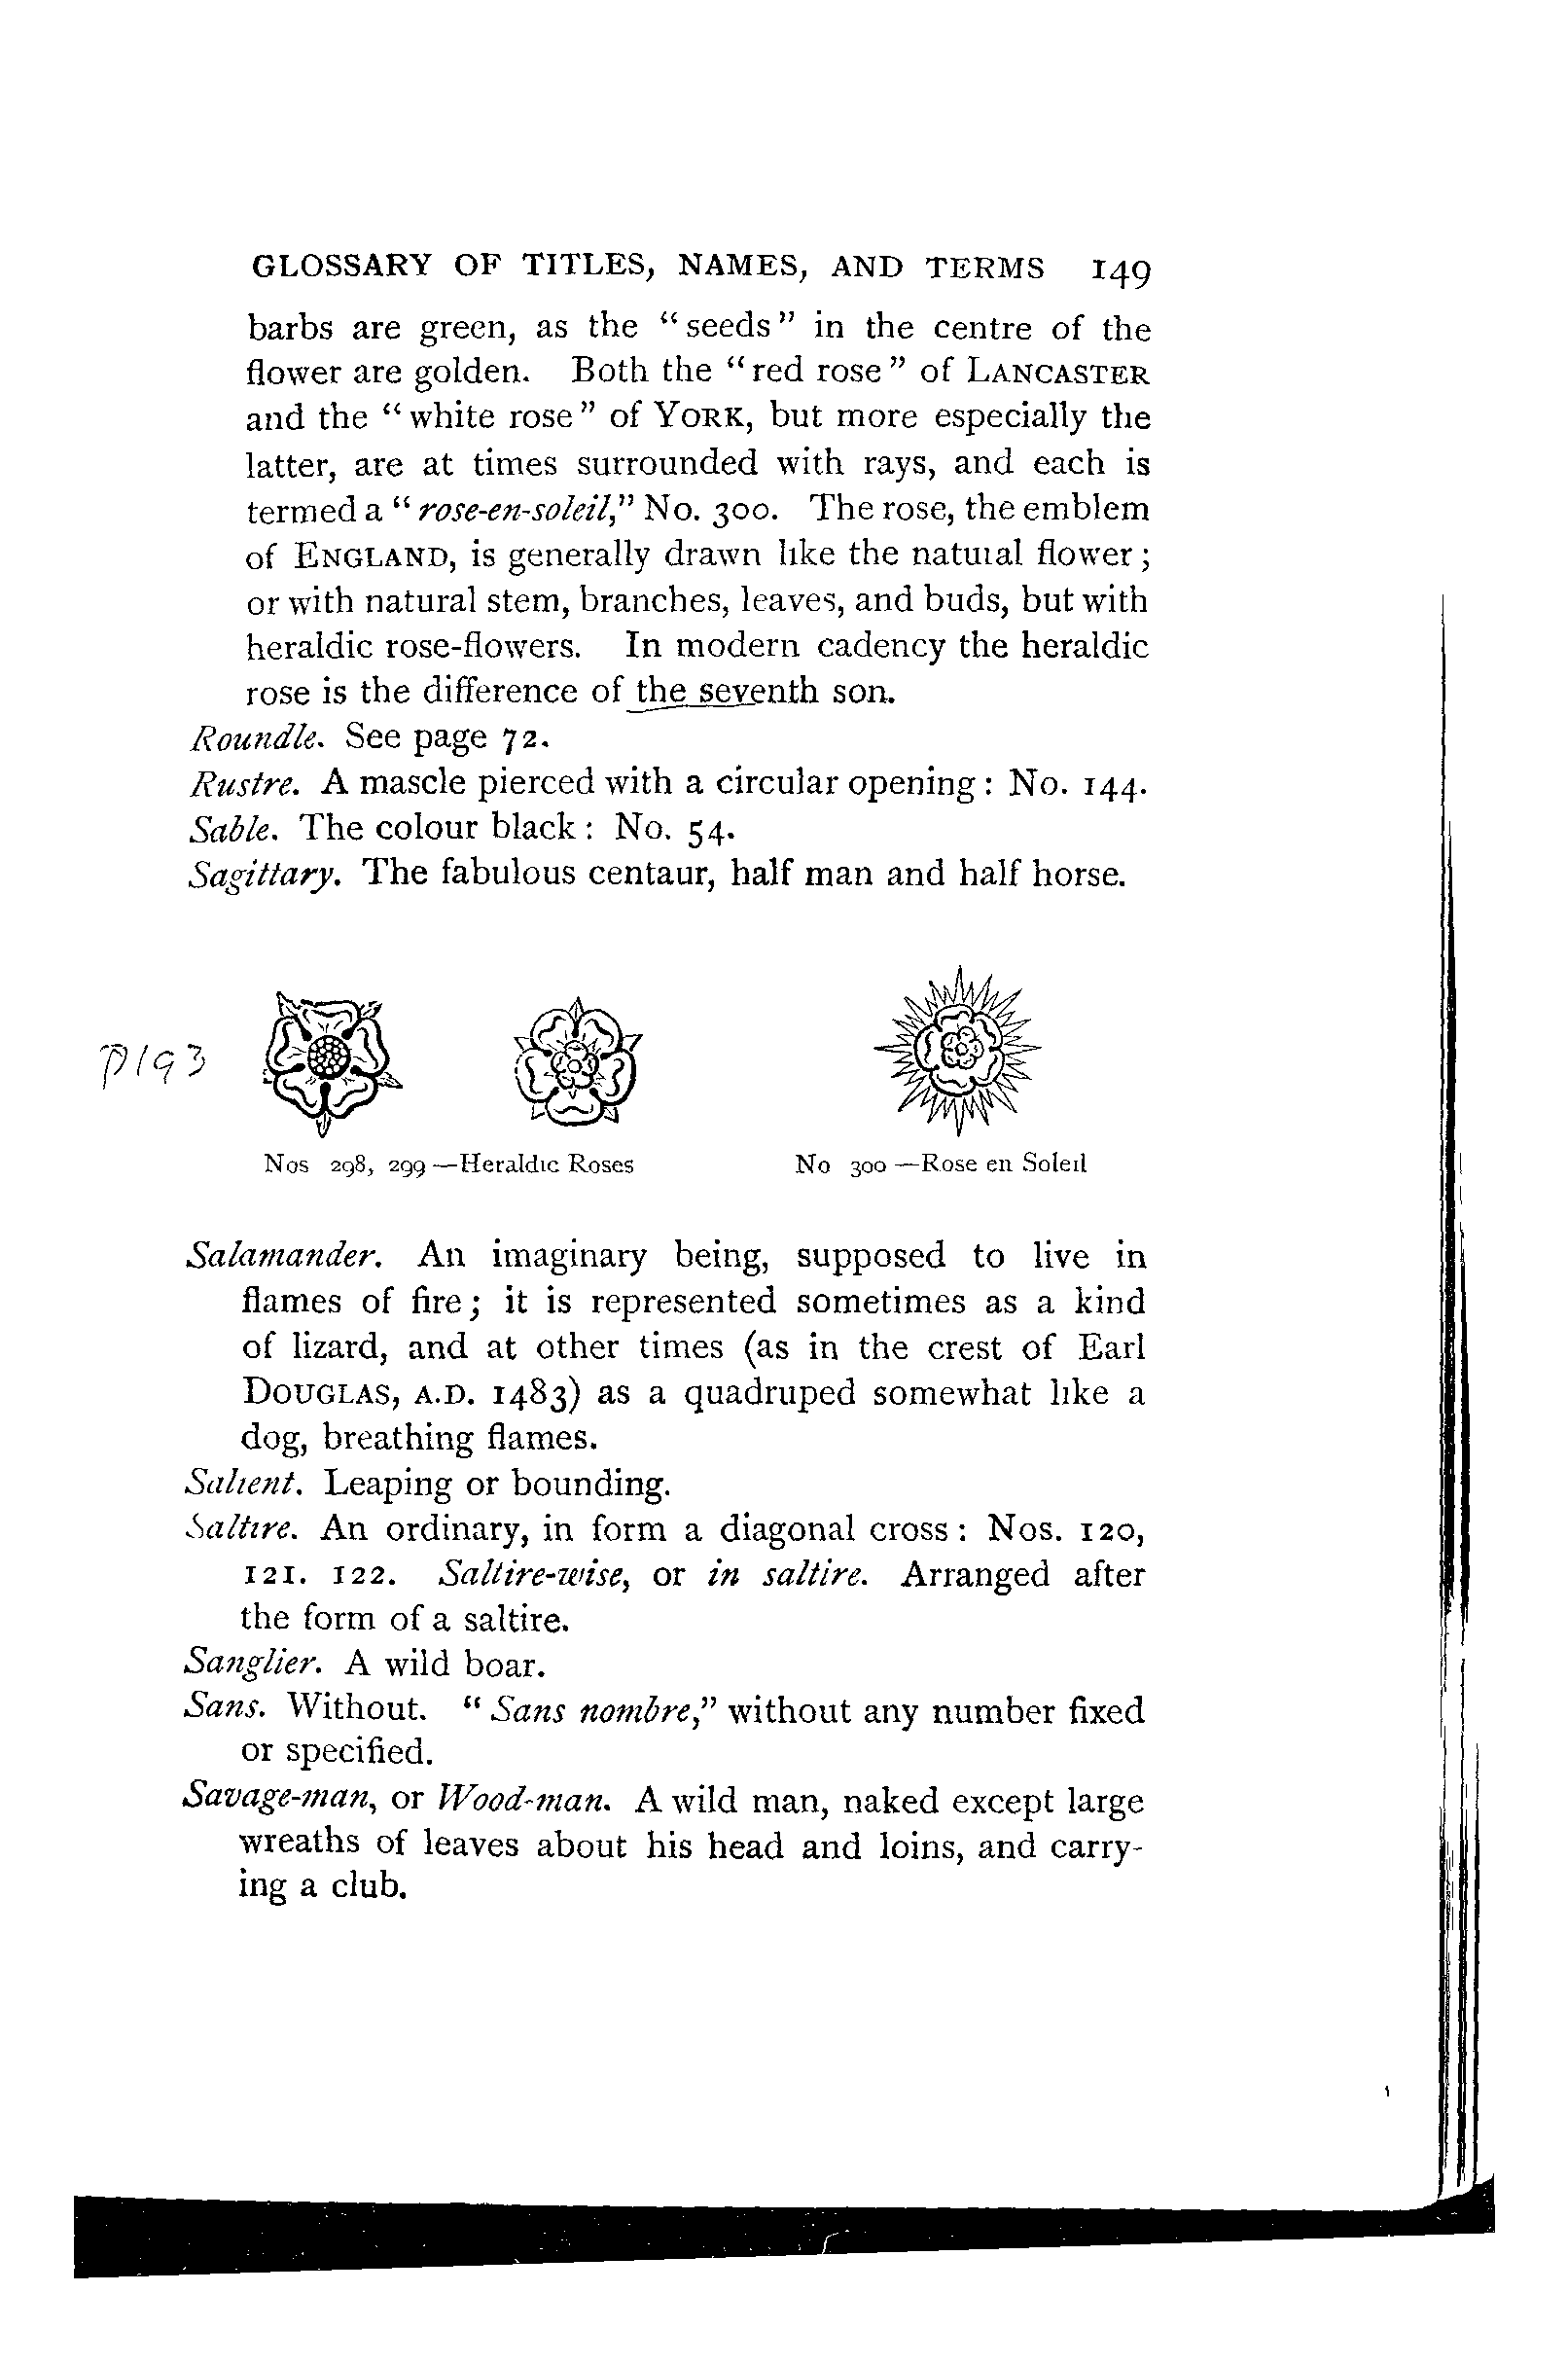 GLOSSARY OF TITLES, NAMES, AND TERMS 149
barbs are green, as the "seeds" in the centre of the
flower are golden. Both the "red rose" of LANCASTER
and the "white rose" of YORK, but more especially the
latter, are at times surrounded with rays, and each is
termed a "rose-en-soleil," No. 300. The rose, the emblem
of ENGLAND, is generally drawn like the natural flower;
or with natural stem, branches, leaves, and buds, but with
heraldic rose-flowers. In modern cadency the heraldic
rose is the difference of the seventh son.
Roundle. See page 72.
Rustre. A mascle pierced with a circular opening: No. 144.
Sable. The colour black: No. 54.
Sagittary. The fabulous centaur, half man and half horse.
P193
Nos 298, 299—Heraldic Roses
No 300—Rose en Soleil
Salamander. An imaginary being, supposed to live in
flames of fire; it is represented sometimes as a kind
of lizard, and at other times (as in the crest of Earl
DOUGLAS, A.D. 1483) as a quadruped somewhat like a
dog, breathing flames.
Salient. Leaping or bounding.
Saltire. An ordinary, in form a diagonal cross: Nos. 120,
121. 122. Saltire-wise, or in saltire. Arranged after
the form of a saltire.
Sanglier. A wild boar.
Sans. Without. "Sans nombre," without any number fixed
or specified.
Savage-man, or Wood-man. A wild man, naked except large
wreaths of leaves about his head and loins, and carry-
ing a club.